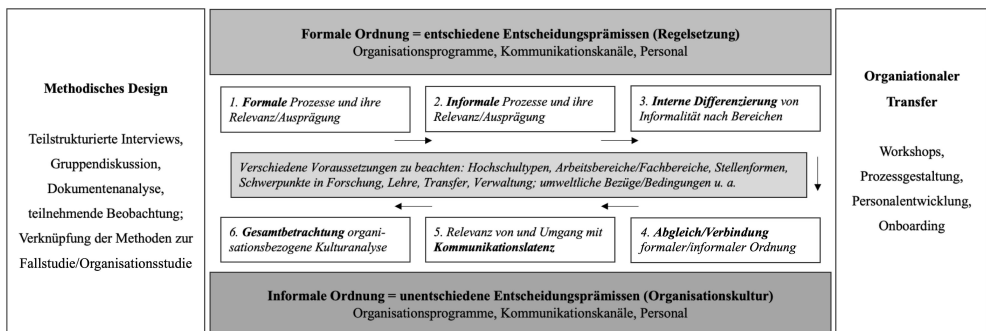 Formale Ordnung = entschiedene Entscheidungsprämissen (Regelsetzung)
Organisationsprogramme, Kommunikationskanäle, Personal
Methodisches Design
Teilstrukturierte Interviews,
Gruppendiskussion,
Dokumentenanalyse,
teilnehmende Beobachtung;
Verknüpfung der Methoden zur
Fallstudie/Organisationsstudie
1. Formale Prozesse und ihre
Relevanz/Ausprägung
2. Informale Prozesse und ihre
Relevanz/Ausprägung
3. Interne Differenzierung von
Informalität nach Bereichen
Verschiedene Voraussetzungen zu beachten: Hochschultypen, Arbeitsbereiche/Fachbereiche, Stellenformen,
Schwerpunkte in Forschung, Lehre, Transfer, Verwaltung; umweltliche Bezüge/Bedingungen u. a.
6. Gesamtbetrachtung organi-
sationsbezogene Kulturanalyse
5. Relevanz von und Umgang mit
Kommunikationslatenz
4. Abgleich/Verbindung
formaler/informaler Ordnung
Informale Ordnung = unentschiedene Entscheidungsprämissen (Organisationskultur)
Organisationsprogramme, Kommunikationskanäle, Personal
Organiationaler
Transfer
Workshops,
Prozessgestaltung,
Personalentwicklung,
Onboarding